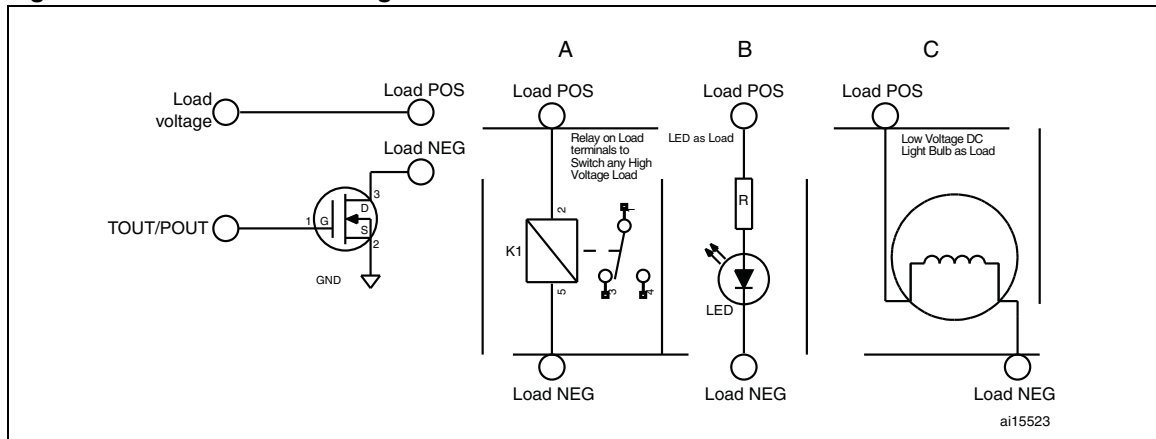 A
B
C
Load voltage
Load POS
Load NEG
TOUT/POUT
1
G
3
D
S
2
GND
Load POS
Relay on Load
terminals to
Switch any High
Voltage Load
2
K1
5
1
3
4
Load NEG
Load POS
LED as Load
R
LED
Load NEG
Load POS
Low Voltage DC
Light Bulb as Load
Load NEG
ai15523